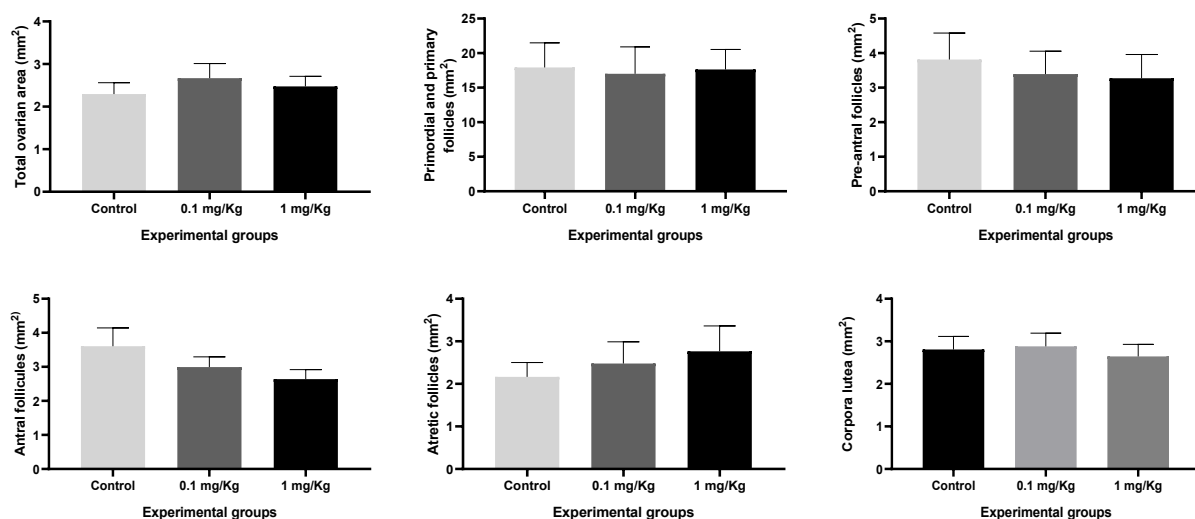 Total ovarian area (mm2)
4
3
2
1
0
Control
0.1 mg/Kg
1 mg/Kg
Experimental groups
Primordial and primary
follicles (mm2)
25
20
15
10
5
0
Control
0.1 mg/Kg
1 mg/Kg
Experimental groups
Pre-antral follicles (mm2)
5
4
3
2
1
0
Control
0.1 mg/Kg
1 mg/Kg
Experimental groups
Antral follicules (mm2)
5
4
3
2
1
0
Control
0.1 mg/Kg
1 mg/Kg
Experimental groups
Atretic follicles (mm2)
4
3
2
1
0
Control
0.1 mg/Kg
1 mg/Kg
Experimental groups
Corpora lutea (mm2)
4
3
2
1
0
Control
0.1 mg/Kg
1 mg/Kg
Experimental groups